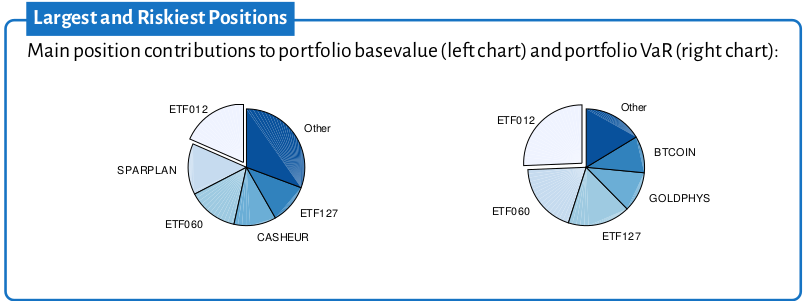 Largest and Riskiest Positions
Main position contributions to portfolio basevalue (left chart) and portfolio VaR (right chart):
ETF012
Other
SPARPLAN
ETF127
ETF060
CASHEUR
Other
ETF012
BTCOIN
GOLDPHYS
ETF060
ETF127